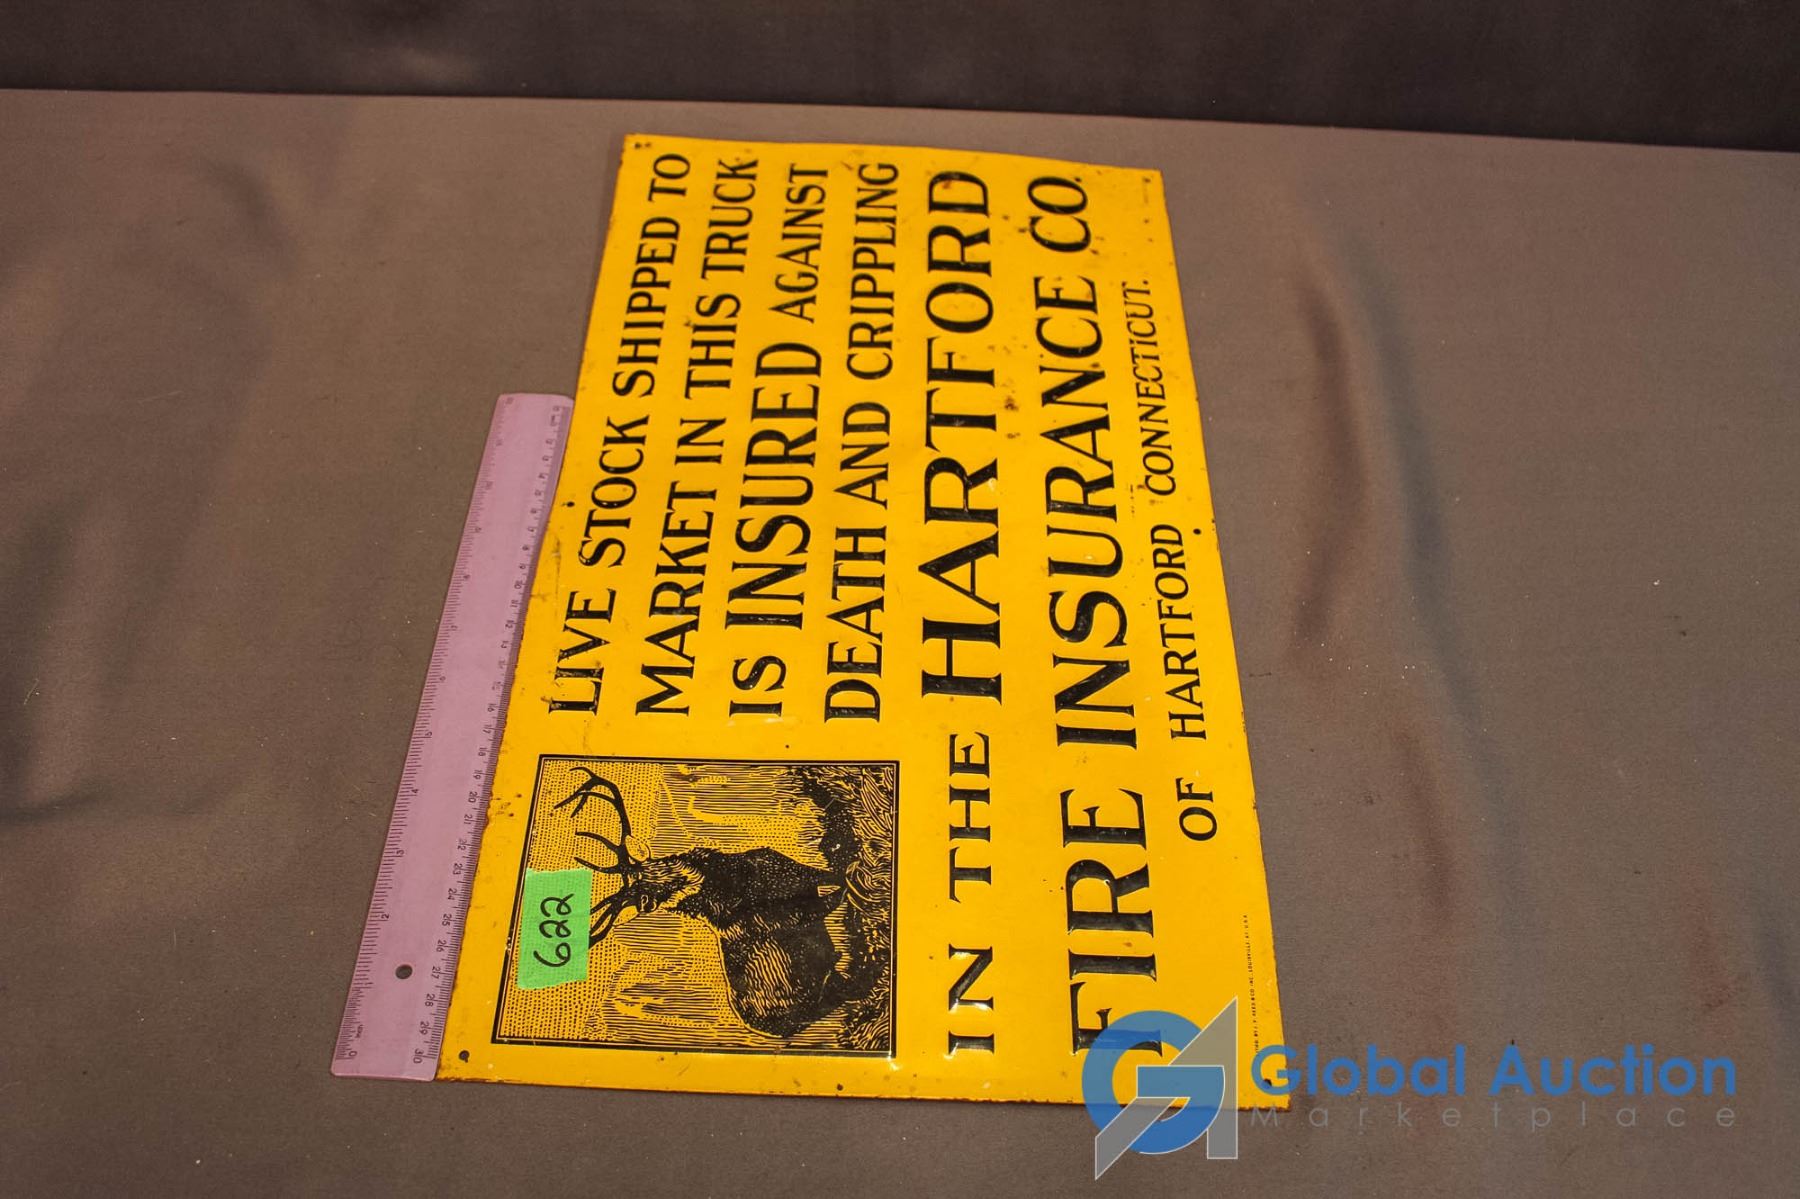 LIVE STOCK SHIPPED TO
MARKET IN THIS TRUCK
IS INSURED AGAINST
DEATH AND CRIPPLING
IN THE HARTFORD
FIRE INSURANCE CO.
OF HARTFORD CONNECTICUT.
622
Global Auction
Marketplace